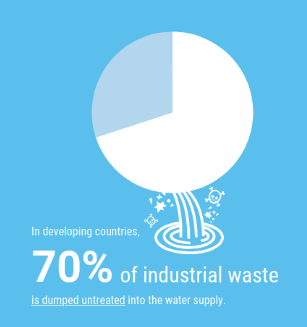 In developing countries,
70% of industrial waste
is dumped untreated into the water supply.